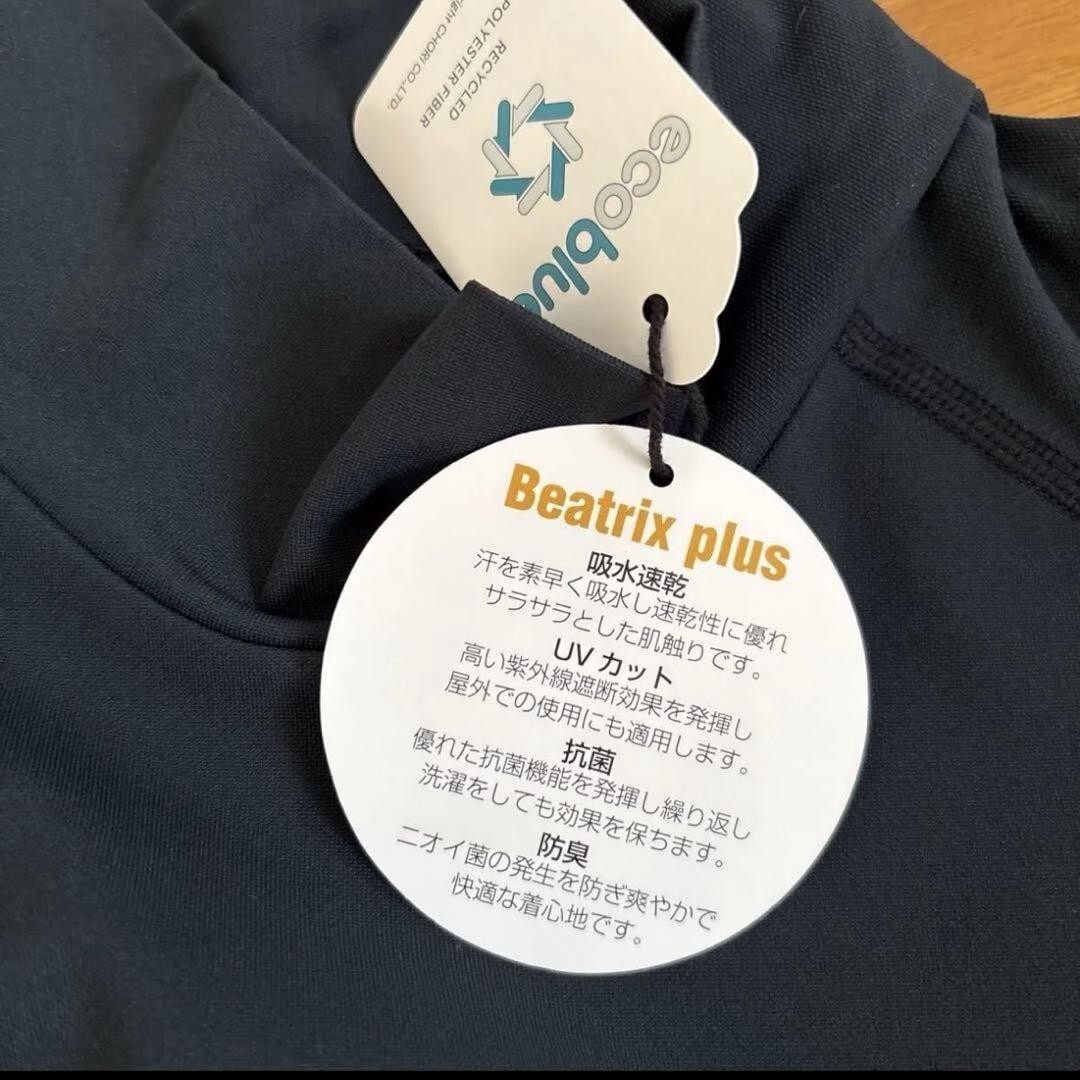 RECYCLED
POLYESTER FIBER
CHORI CO.,LTD.
eco
Beatrix plus
吸水速乾
汗を素早く吸水し速乾性に優れ
サラサラとした肌触りです。
UVカット
高い紫外線遮断効果を発揮し
屋外での使用にも適用します。
抗菌
優れた抗菌機能を発揮し繰り返し
洗濯をしても効果を保ちます。
防臭
ニオイ菌の発生を防ぎ爽やかで
快適な着心地です。